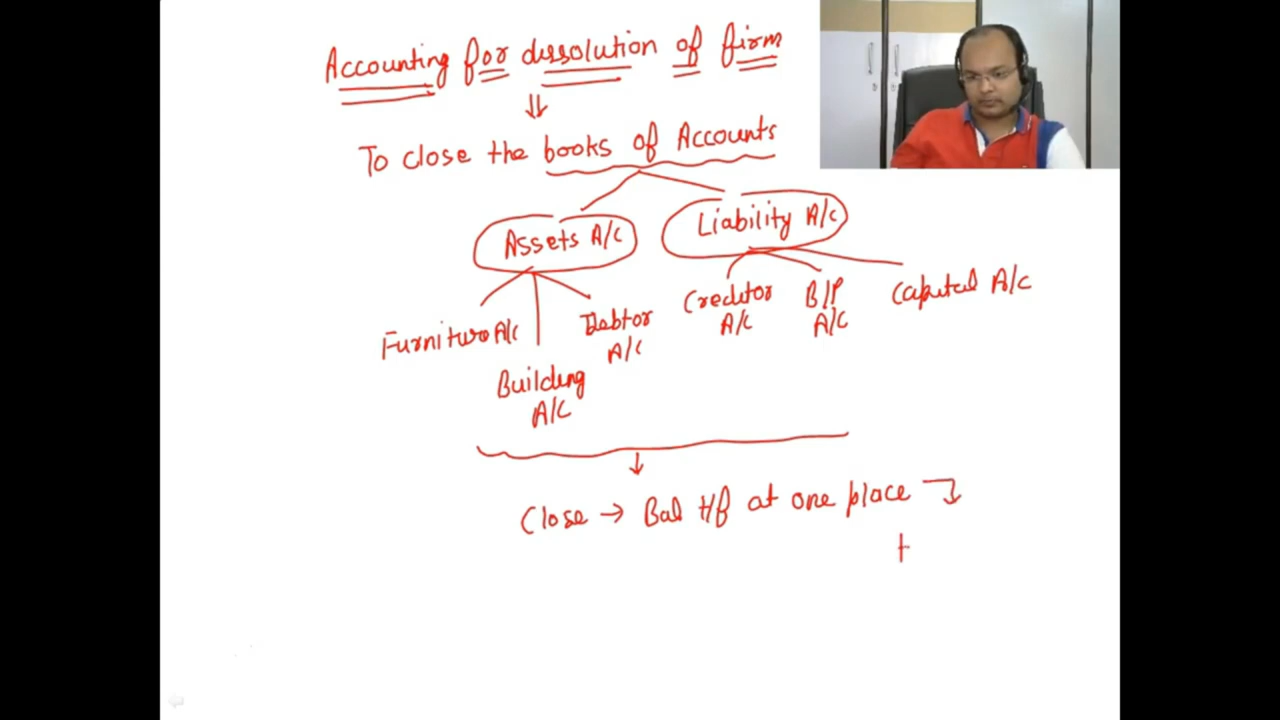 Accounting for dissolution of firm
To close the books of Accounts
Assets A/c Liability A/c
Furniture A/c Building A/c Debtor A/c Creditor A/c B/P A/C Capital A/c
Close → Bal t/f at one place